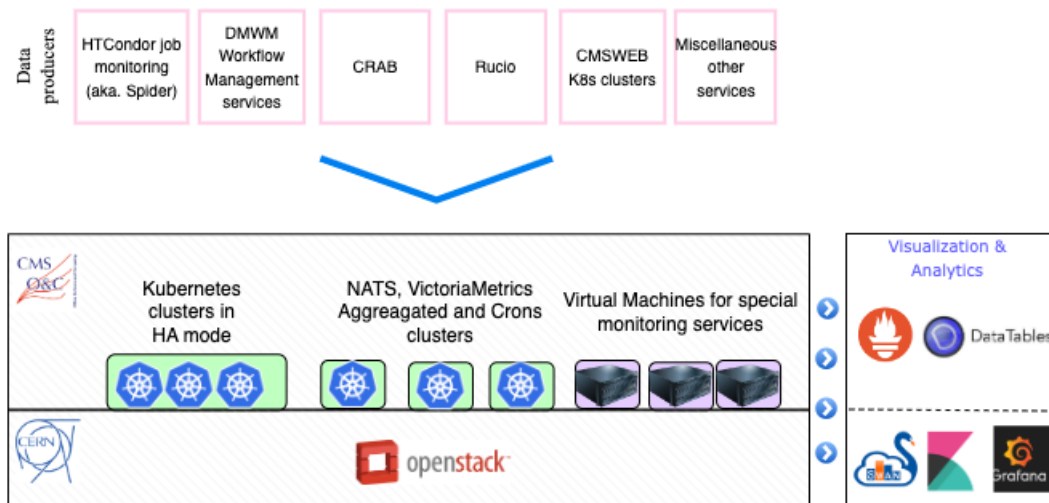 Data
producers
HTCondor job
monitoring
(aka. Spider)
DMWM
Workflow
Management
services
CRAB
Rucio
CMSWEB
K8s clusters
Miscellaneous
other
services
CMS
O&C
Kubernetes
clusters in
HA mode
NATS, VictoriaMetrics
Aggreagated and Crons
clusters
Virtual Machines for special
monitoring services
CERN
openstack
Visualization &
Analytics
DataTables
SWAN
Grafana